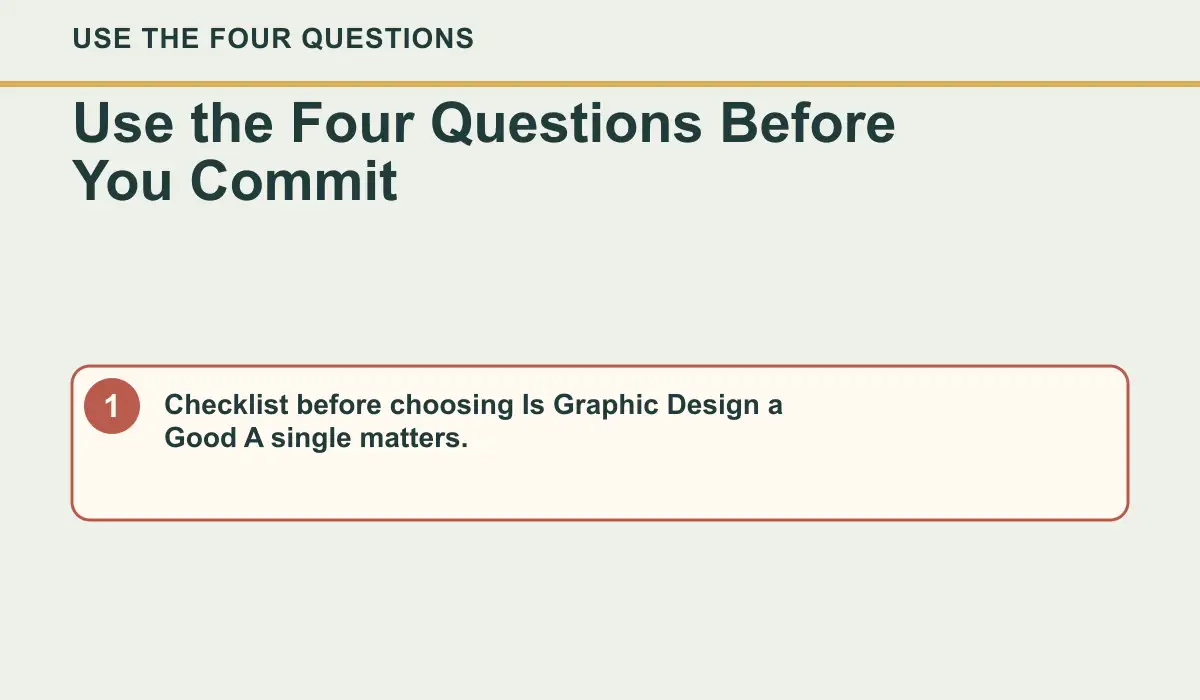 USE THE FOUR QUESTIONS
Use the Four Questions Before
You Commit
1
Checklist before choosing Is Graphic Design a
Good A single matters.